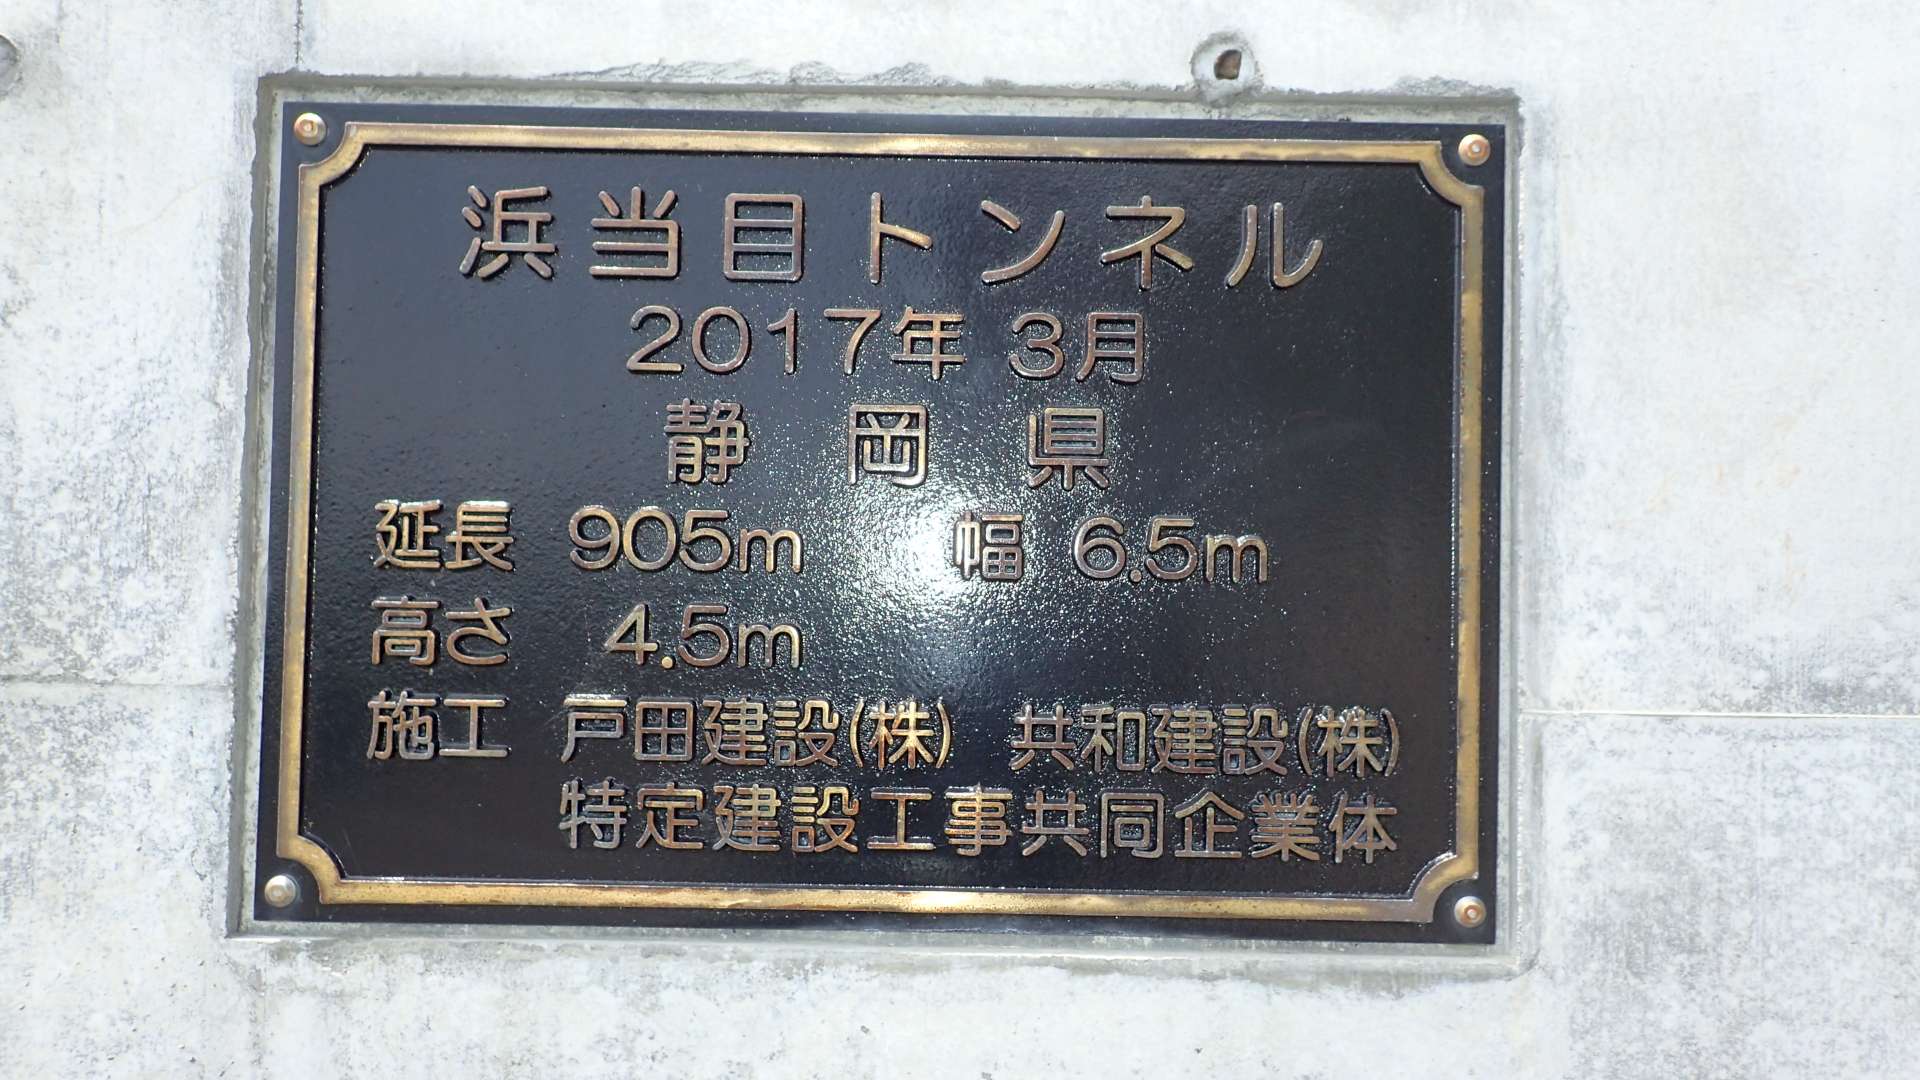 浜当目トンネル
2017年 3月
静岡県
延長 905m 幅 6.5m
高さ 4.5m
施工 戸田建設(株) 共和建設(株)
特定建設工事共同企業体